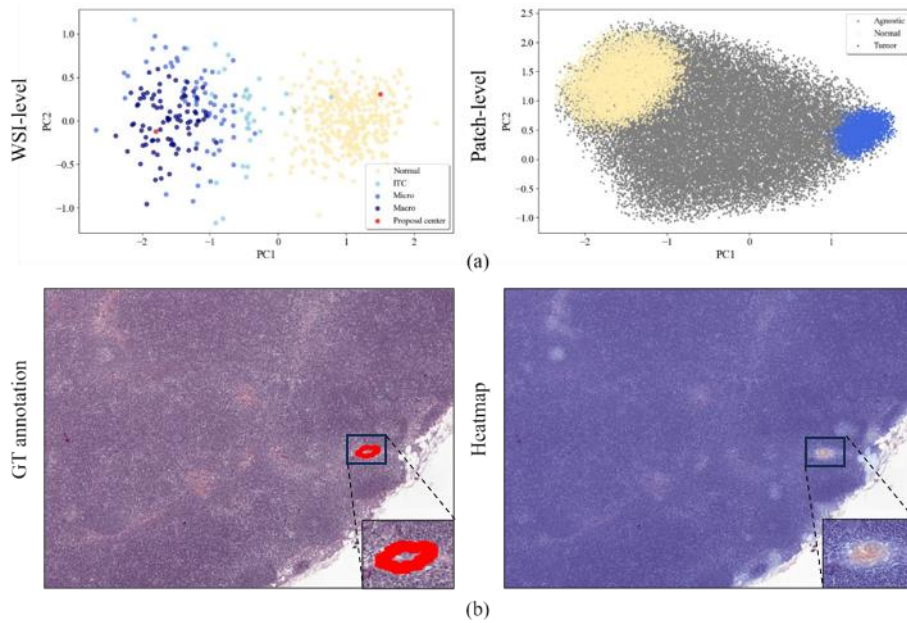 (a)
WSI-level
PC2
1.0
0.5
0.0
−0.5
−1.0
−2
−1
0
1
2
PC1
Normal
ITC
Micro
Macro
Proposd center
Patch-level
PC2
2.5
2.0
1.5
1.0
0.5
0.0
−0.5
−1.0
−2
−1
0
1
PC1
Agnostic
Normal
Tumor
(a)
GT annotation
Heatmap
(b)